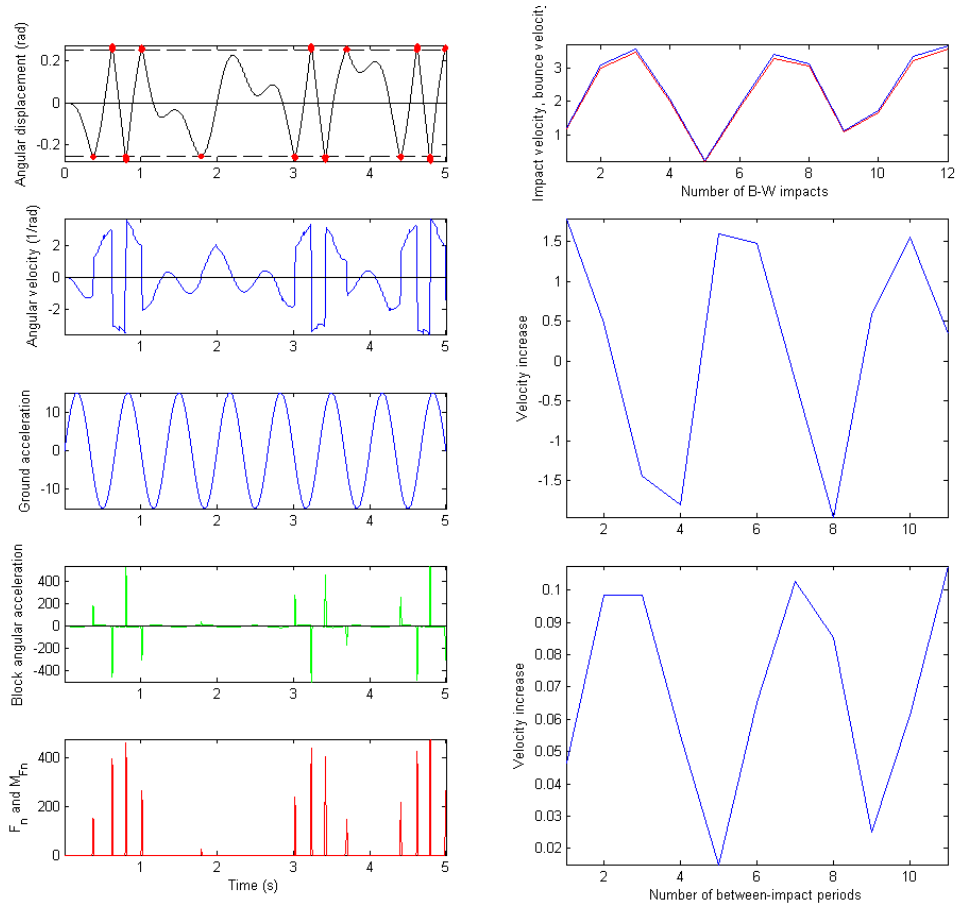 Angular displacement (rad)
0.2
0
-0.2
0 1 2 3 4 5
Angular velocity (1/rad)
2
0
-2
1 2 3 4 5
Ground acceleration
10
0
-10
1 2 3 4 5
Block angular acceleration
400
200
0
-200
-400
1 2 3 4 5
F_n and M_Fn
400
200
0
0 1 2 3 4 5
Time (s)
Impact velocity, bounce velocity
3
2
1
2 4 6 8 10 12
Number of B-W impacts
Velocity increase
1.5
1
0.5
0
-0.5
-1
-1.5
2 4 6 8 10
Velocity increase
0.1
0.09
0.08
0.07
0.06
0.05
0.04
0.03
0.02
2 4 6 8 10
Number of between-impact periods